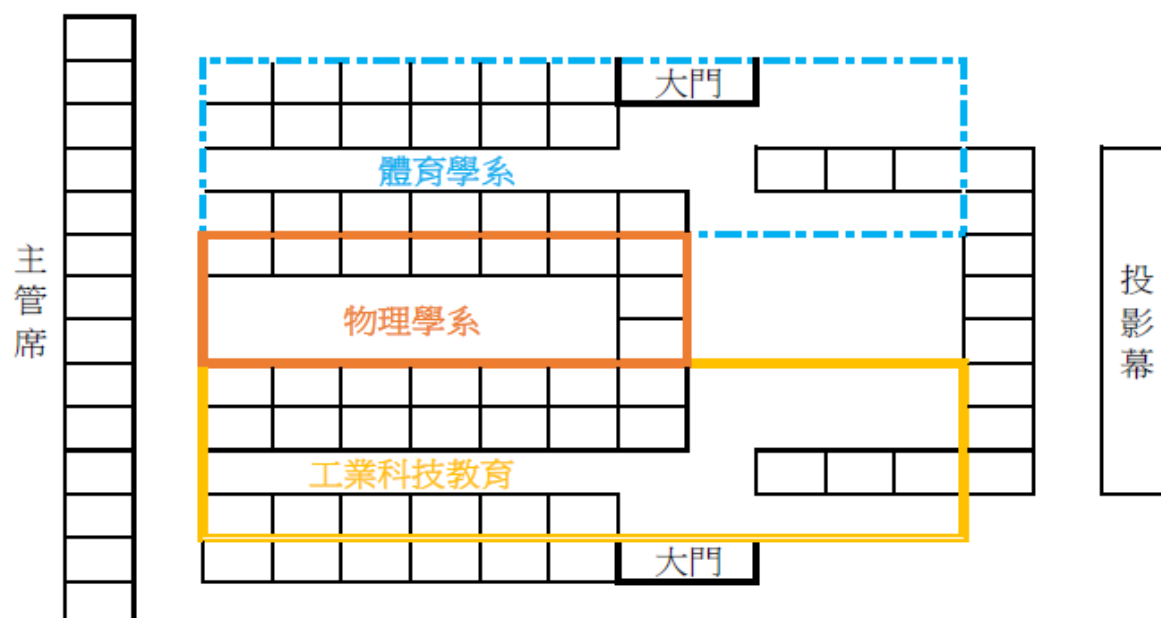 大門
體育學系
主管席
物理學系
投影幕
工業科技教育
大門